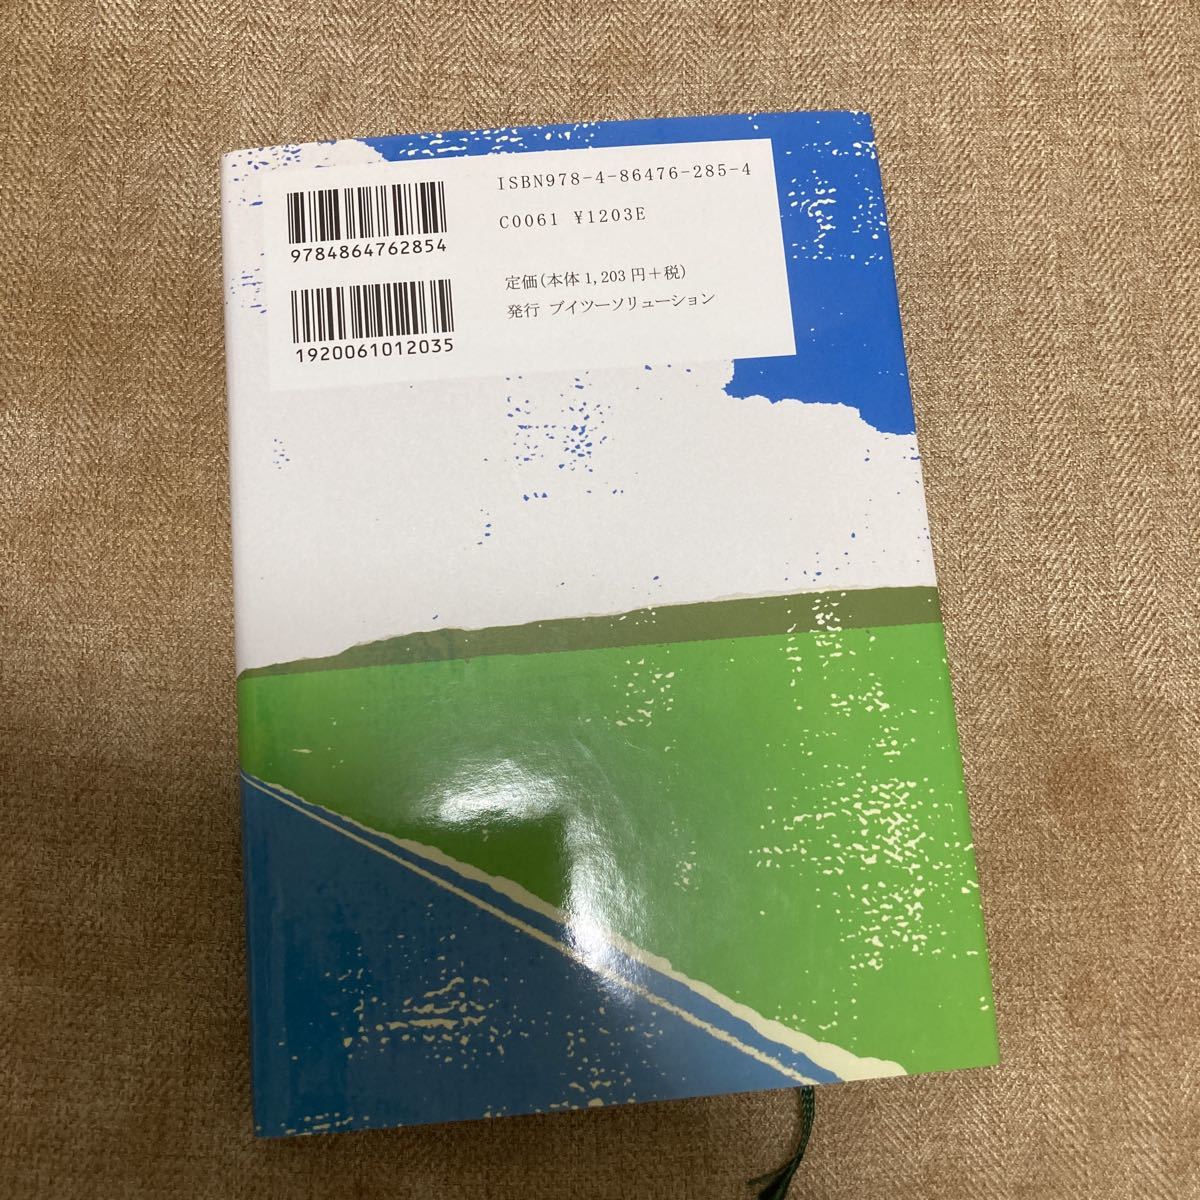 ISBN978-4-86476-285-4
C0061 ¥1203E
9784864762854
定価(本体1,203円+税)
発行 ブイツーソリューション
1920061012035